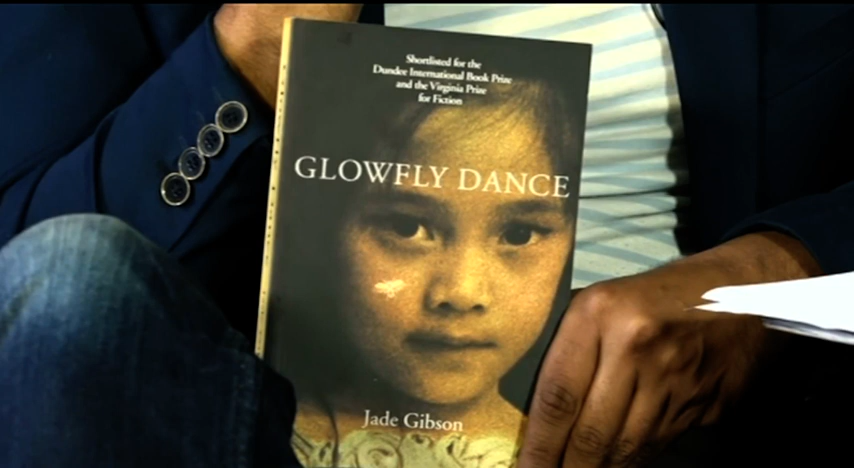 Shortlisted for the
Dundee International Book Prize
and the Virginia Prize
for Fiction
GLOWFLY DANCE
Jade Gibson